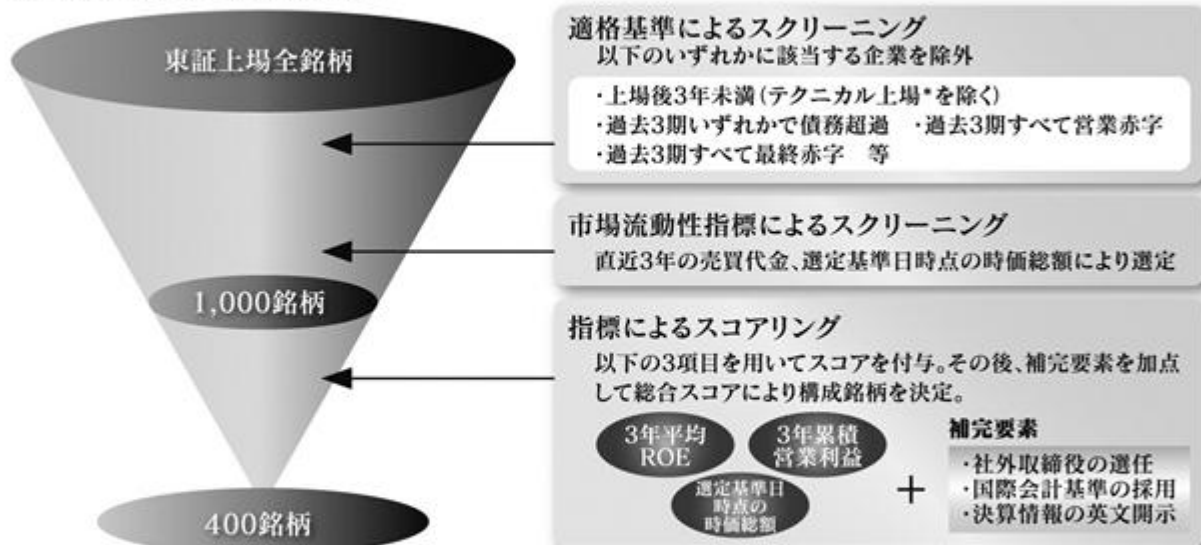 東証上場全銘柄
1,000銘柄
400銘柄
適格基準によるスクリーニング
以下のいずれかに該当する企業を除外
・上場後3年未満(テクニカル上場*を除く)
・過去3期いずれかで債務超過 ・過去3期すべて営業赤字
・過去3期すべて最終赤字 等
市場流動性指標によるスクリーニング
直近3年の売買代金、選定基準日時点の時価総額により選定
指標によるスコアリング
以下の3項目を用いてスコアを付与。その後、補完要素を加点
して総合スコアにより構成銘柄を決定。
3年平均
ROE
3年累積
営業利益
選定基準日
時点の
時価総額
+
補完要素
・社外取締役の選任
・国際会計基準の採用
・決算情報の英文開示